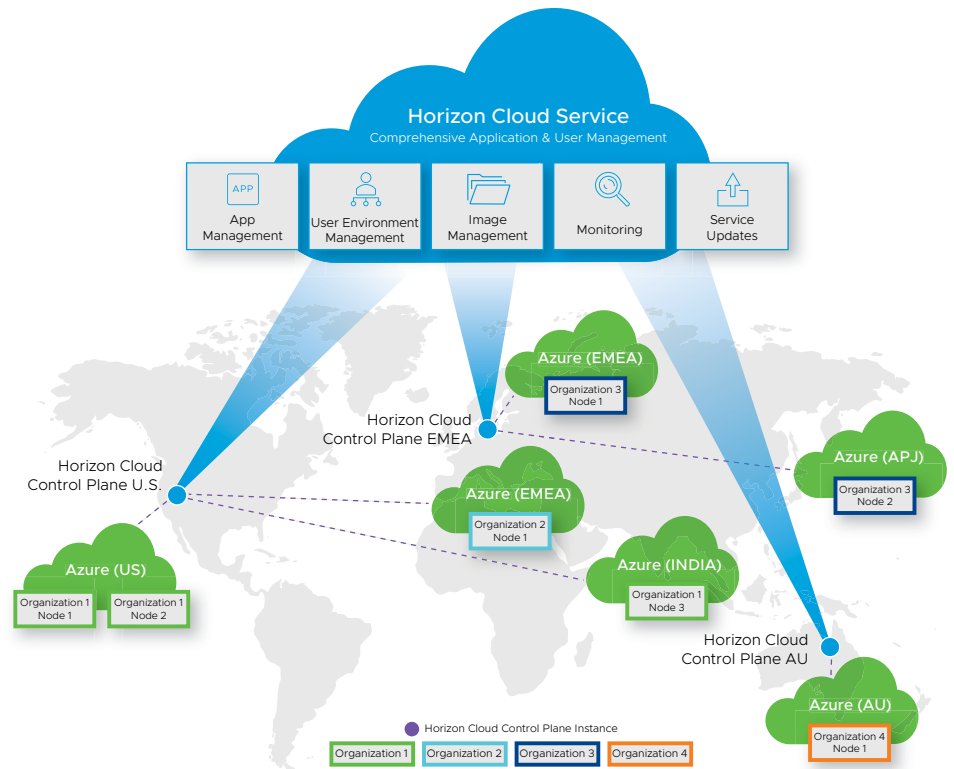 Horizon Cloud Service
Comprehensive Application & User Management
APP
App
Management
User Environment
Management
Image
Management
Monitoring
Service
Updates
Azure (EMEA)
Organization 3
Node 1
Horizon Cloud
Control Plane EMEA
Azure (APJ)
Organization 3
Node 2
Horizon Cloud
Control Plane U.S.
Azure (EMEA)
Organization 2
Node 1
Azure (US)
Organization 1
Node 1
Organization 1
Node 2
Azure (INDIA)
Organization 1
Node 3
Horizon Cloud
Control Plane AU
Azure (AU)
Organization 4
Node 1
Horizon Cloud Control Plane Instance
Organization 1
Organization 2
Organization 3
Organization 4